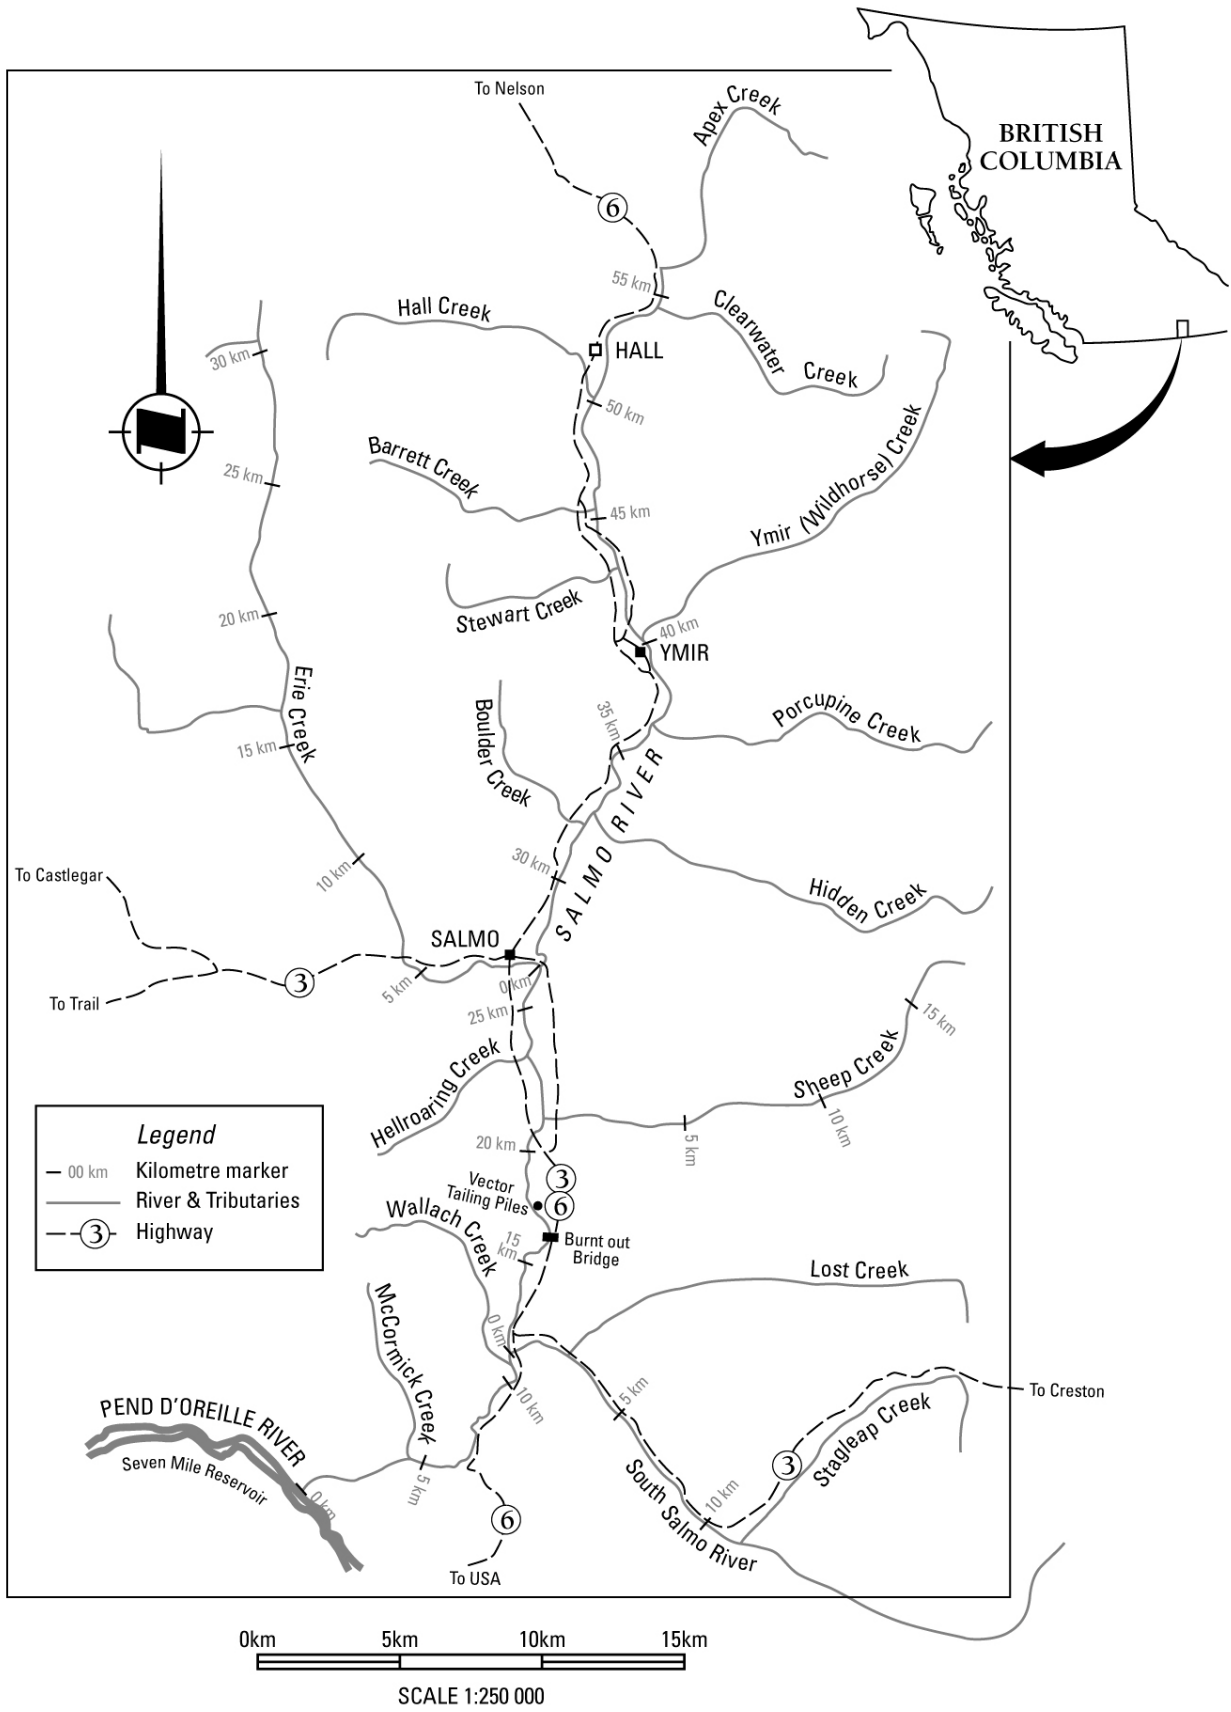 To Nelson
Apex Creek
BRITISH
COLUMBIA
6
55 km
Hall Creek
Clearwater
Creek
HALL
30 km
50 km
Barrett Creek
25 km
45 km
Ymir (Wildhorse) Creek
Stewart Creek
20 km
40 km
YMIR
Erie Creek
Boulder Creek
35 km
Porcupine Creek
15 km
SALMO RIVER
30 km
10 km
To Castlegar
Hidden Creek
SALMO
3
5 km
0 km
To Trail
25 km
15 km
Hellroaring Creek
Sheep Creek
10 km
5 km
Legend
00 km Kilometre marker
River & Tributaries
3 Highway
20 km
3
Vector
Tailing Piles
6
Wallach Creek
15
km
Burnt out
Bridge
Lost Creek
McCormick Creek
0 km
10 km
5 km
To Creston
Stagleap Creek
PEND D'OREILLE RIVER
Seven Mile Reservoir
0 km
5 km
3
10 km
South Salmo River
6
To USA
0km 5km 10km 15km
SCALE 1:250 000